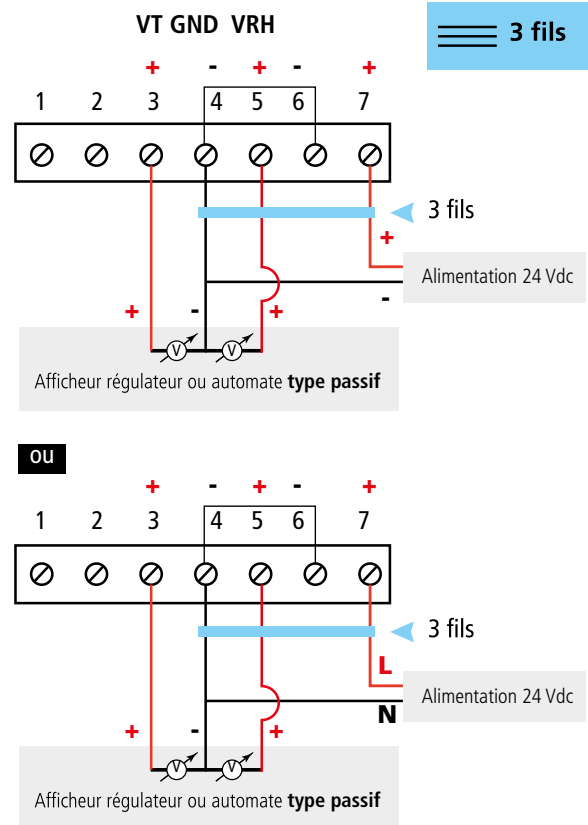 3 fils
VT GND VRH
+ - + - +
1 2 3 4 5 6 7
3 fils
+
Alimentation 24 Vdc
-
+ - +
V V
Afficheur régulateur ou automate type passif
ou
+ - + - +
1 2 3 4 5 6 7
3 fils
L
Alimentation 24 Vdc
N
+ - +
V V
Afficheur régulateur ou automate type passif